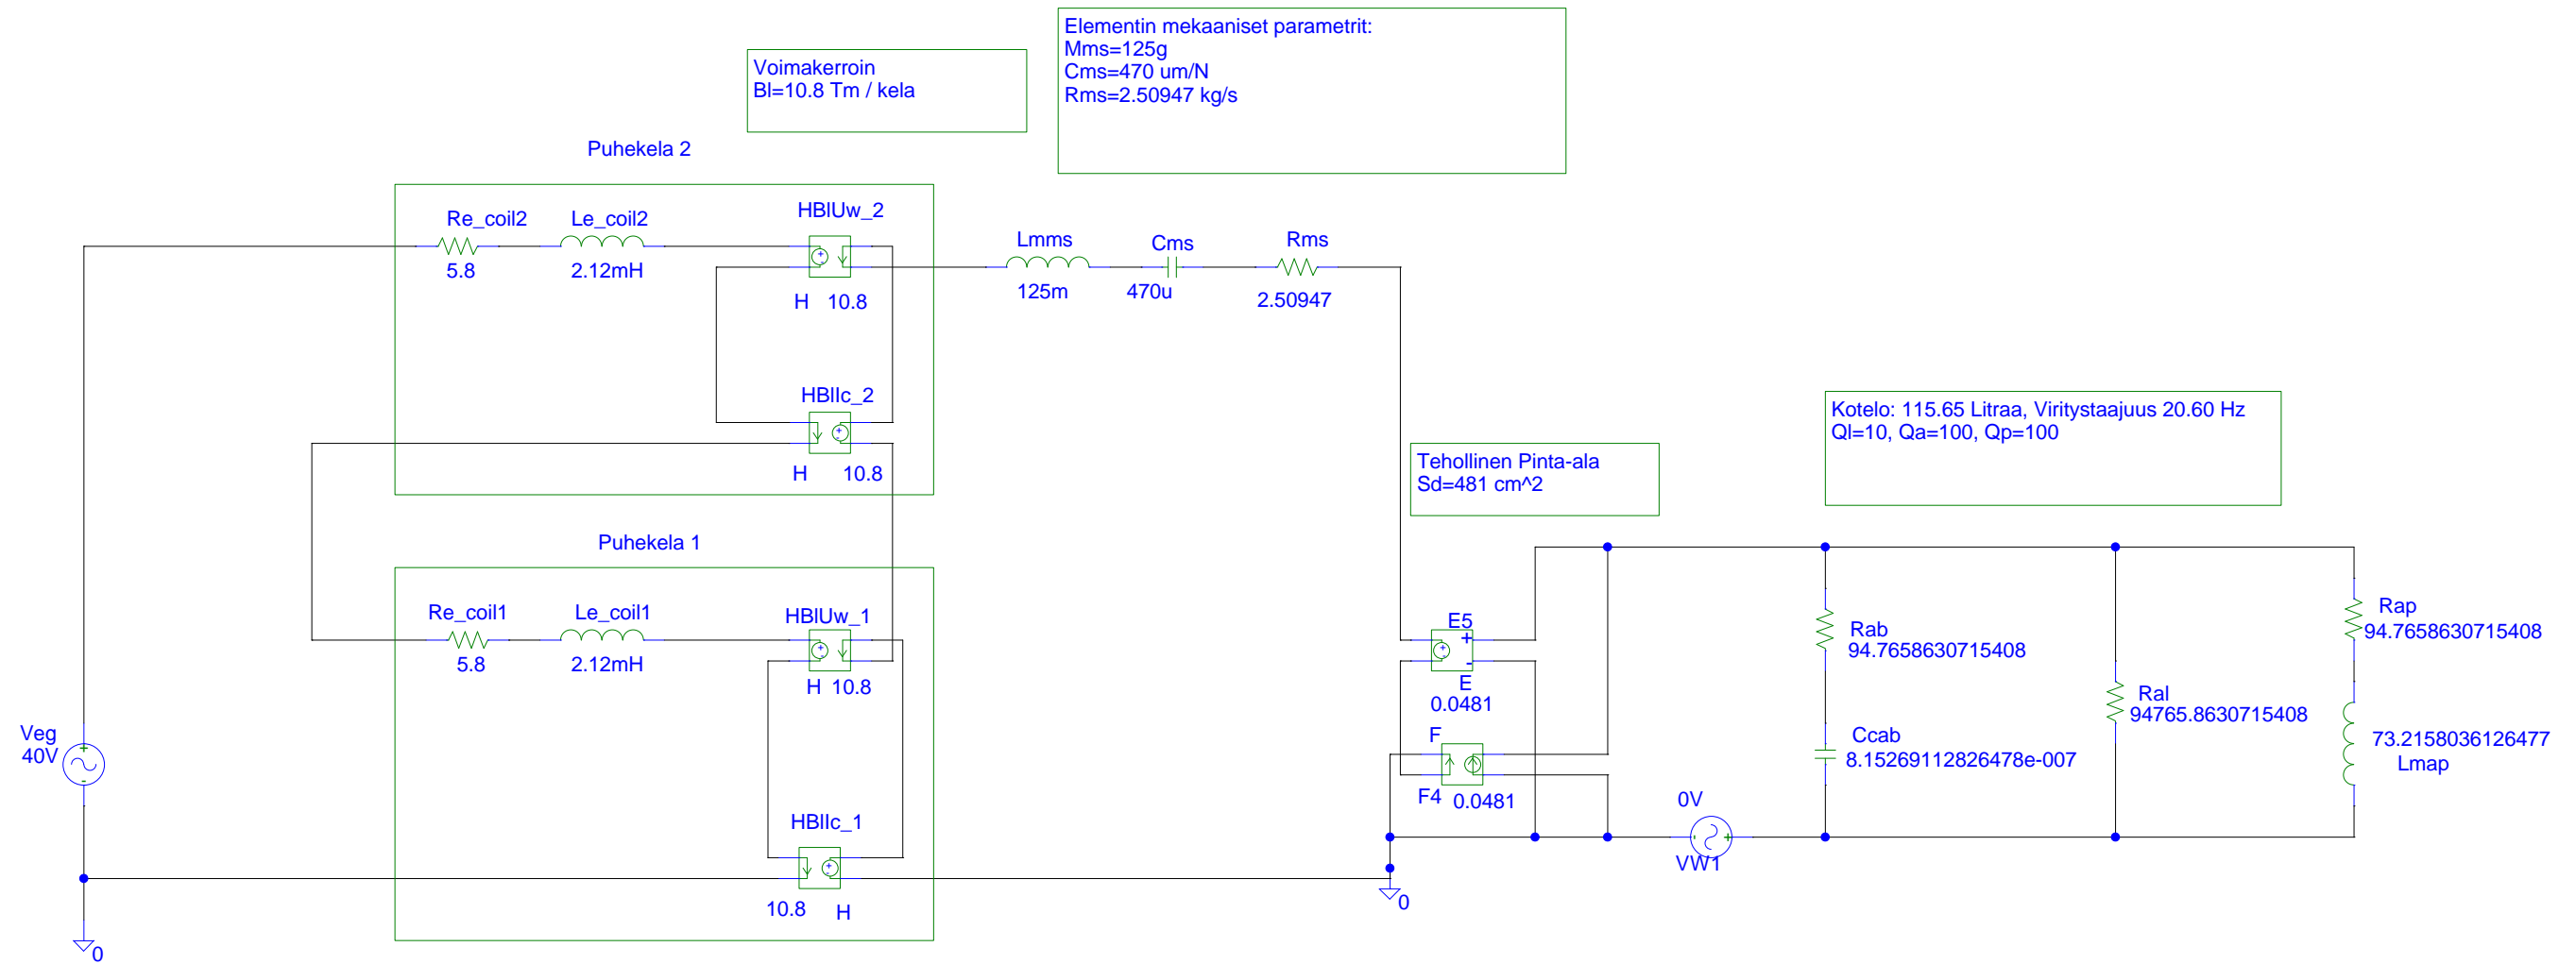 Elementin mekaaniset parametrit:
Mms=125g
Cms=470 um/N
Rms=2.50947 kg/s
Voimakerroin
Bl=10.8 Tm / kela
Puhekela 2
Re_coil2
5.8
Le_coil2
2.12mH
HBlUw_2
H 10.8
Lmms
125m
Cms
470u
Rms
2.50947
HBlIc_2
H 10.8
Kotelo: 115.65 Litraa, Viritystaajuus 20.60 Hz
Ql=10, Qa=100, Qp=100
Tehollinen Pinta-ala
Sd=481 cm^2
Puhekela 1
Re_coil1
5.8
Le_coil1
2.12mH
HBlUw_1
H 10.8
E5
+
-
E
0.0481
F
F4 0.0481
Rab
94.7658630715408
Ccab
8.15269112826478e-007
Ral
94765.8630715408
Rap
94.7658630715408
73.2158036126477
Lmap
Veg
40V
+
-
0V
- +
VW1
HBlIc_1
10.8 H
0
0